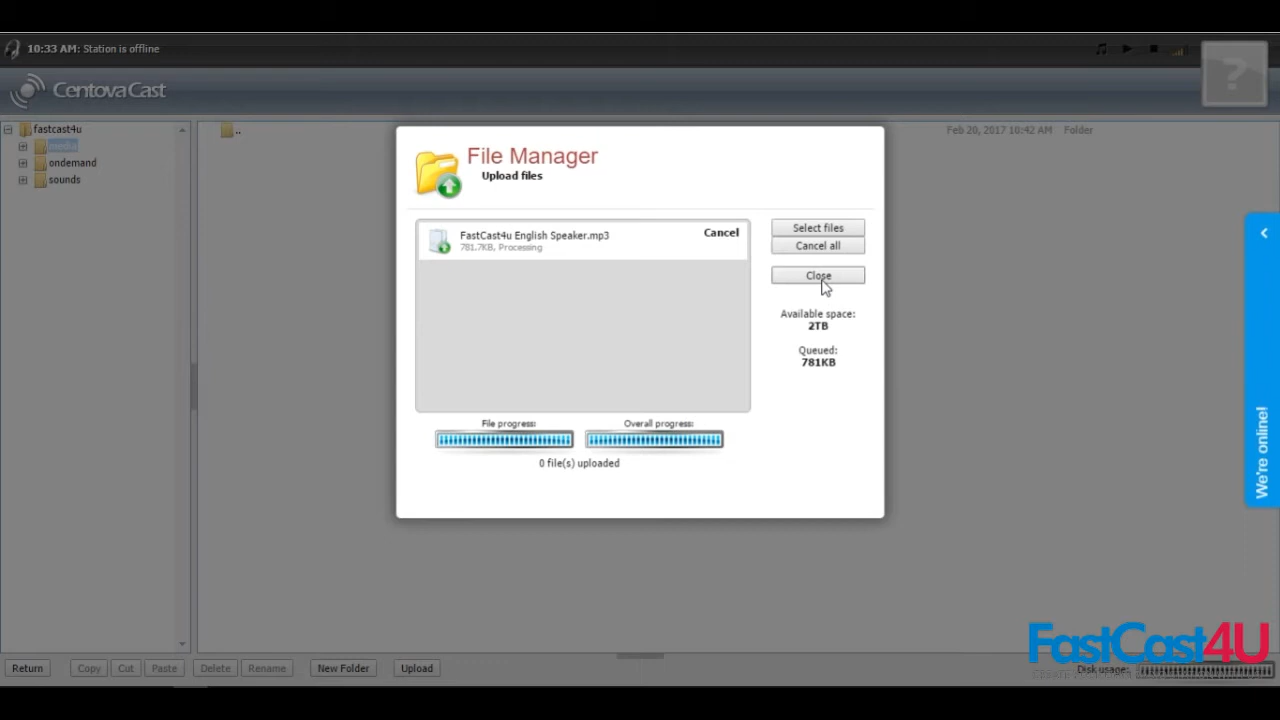 10:33 AM: Station is offline
CentovaCast
?
fastcast4u
media
ondemand
sounds
..
Feb 20, 2017 10:42 AM Folder
File Manager
Upload files
FastCast4u English Speaker.mp3
781.7KB, Processing
Cancel
Select files
Cancel all
Close
Available space:
2TB
Queued:
781KB
File progress:
Overall progress:
0 file(s) uploaded
We're online!
FastCast4U
Return
Copy
Cut
Paste
Delete
Rename
New Folder
Upload
Disk usage: